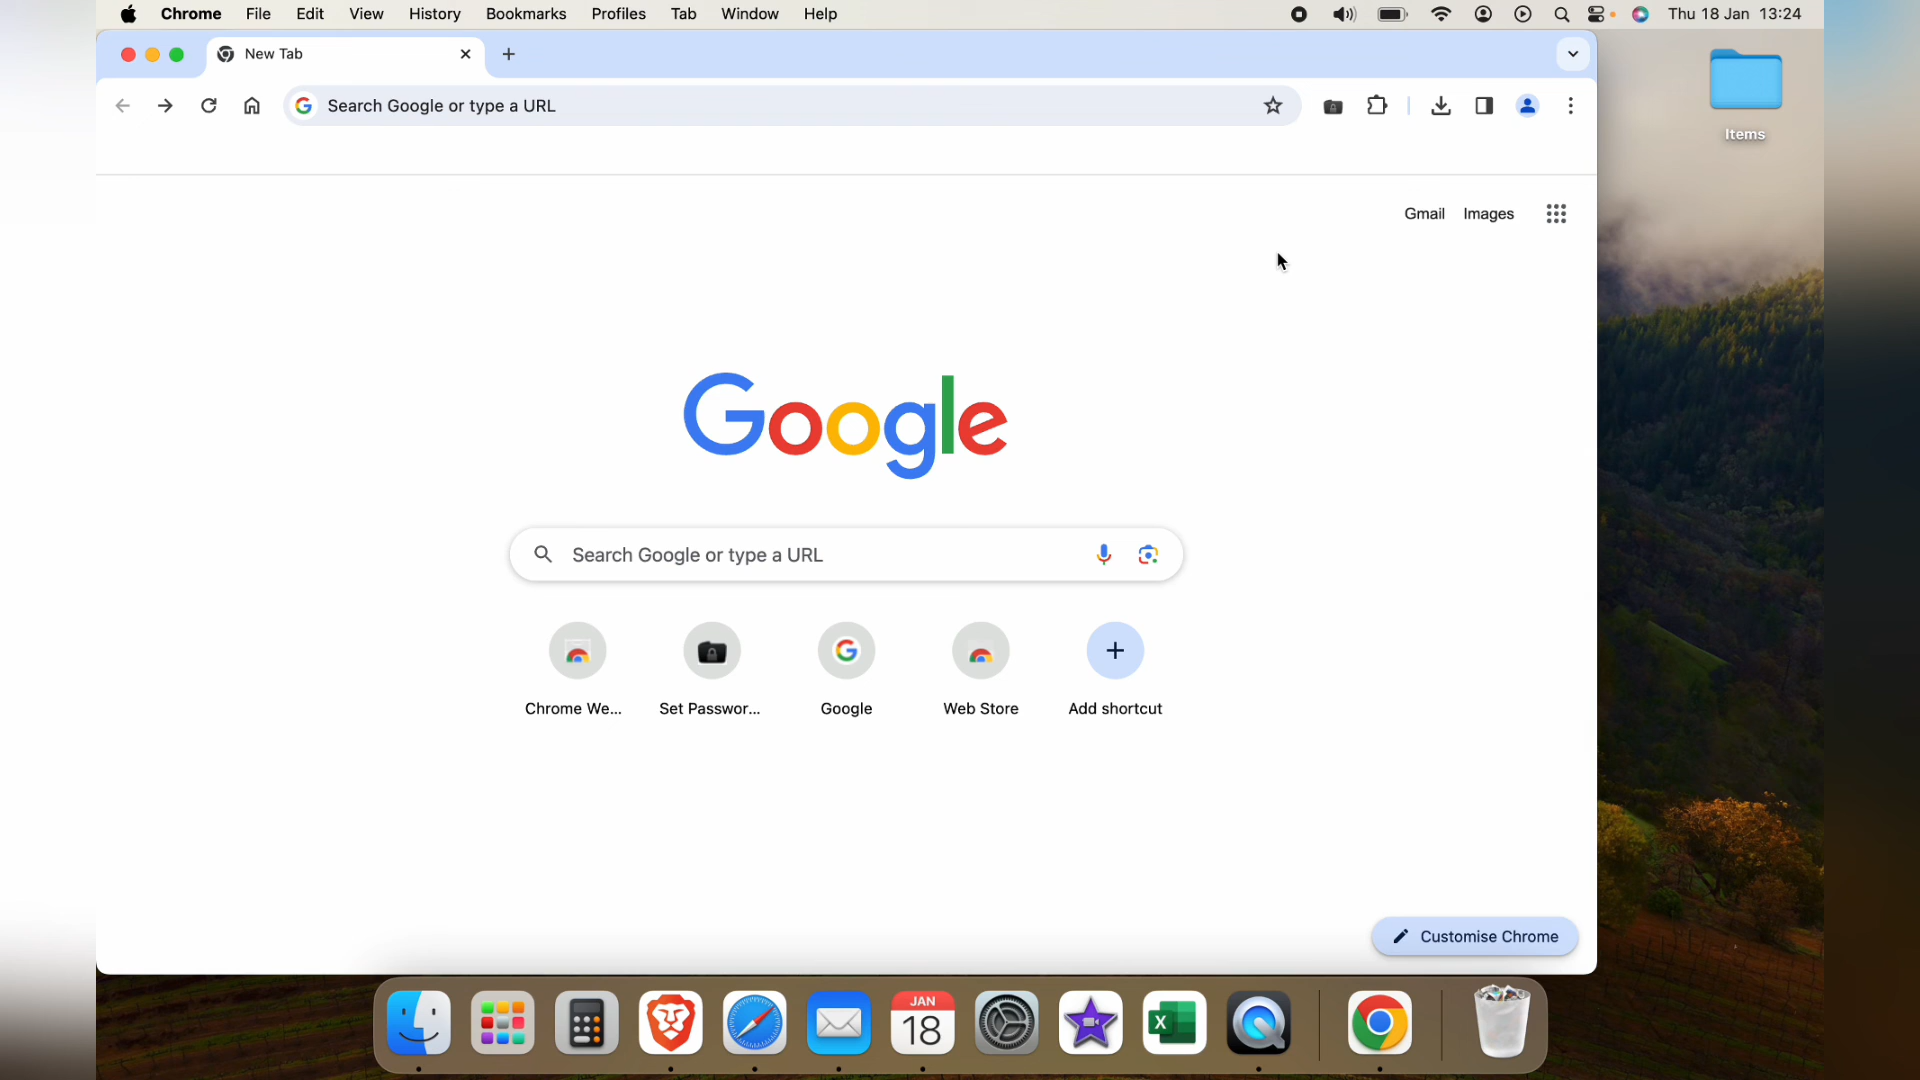 Chrome File Edit View History Bookmarks Profiles Tab Window Help Thu 18 Jan 13:24
New Tab
Search Google or type a URL
Items
Gmail Images
Google
Search Google or type a URL
Chrome We... Set Passwor... Google Web Store Add shortcut
Customise Chrome
JAN
18
X